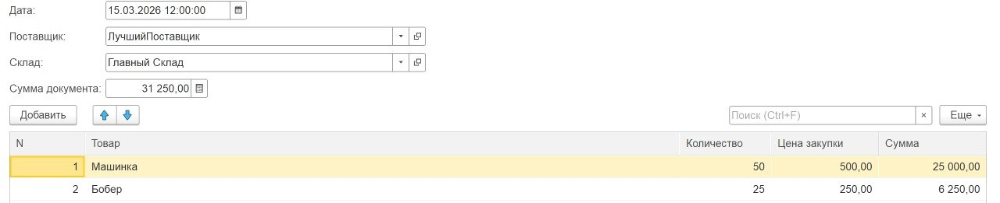 Дата: 15.03.2026 12:00:00
Поставщик: ЛучшийПоставщик
Склад: Главный Склад
Сумма документа: 31 250,00
Добавить Поиск (Ctrl+F) × Еще
N Товар Количество Цена закупки Сумма
1 Машинка 50 500,00 25 000,00
2 Бобер 25 250,00 6 250,00